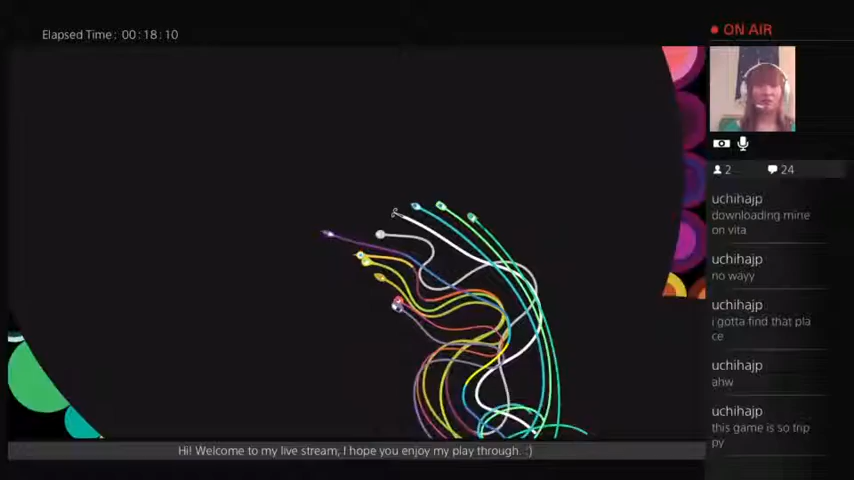 Elapsed Time: 00:18:10
ON AIR
2
24
uchihajp
downloading mine
on vita
uchihajp
no wayy
uchihajp
i gotta find that pla
ce
uchihajp
ahw
uchihajp
this game is so trip
py
Hi! Welcome to my live stream, I hope you enjoy my play through. :)